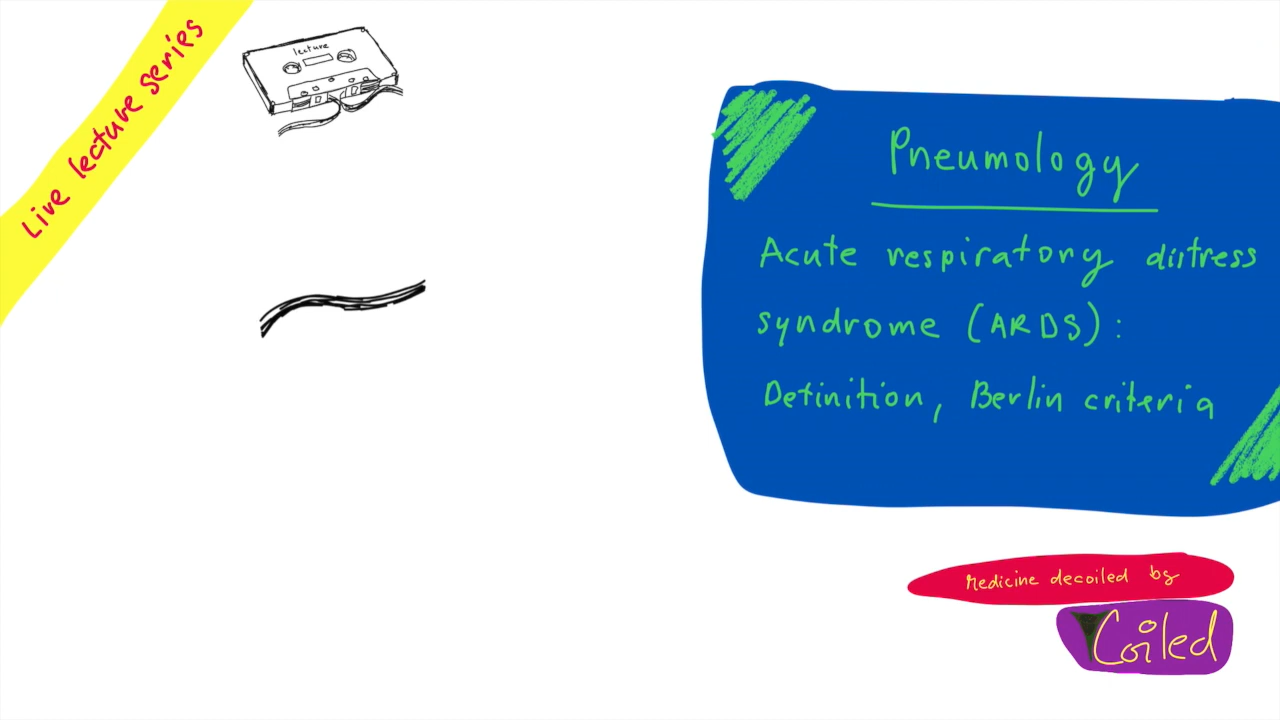 Live lecture series
lecture
Pneumology
Acute respiratory distress
syndrome (ARDS):
Definition, Berlin criteria
Medicine decoiled by
Coiled